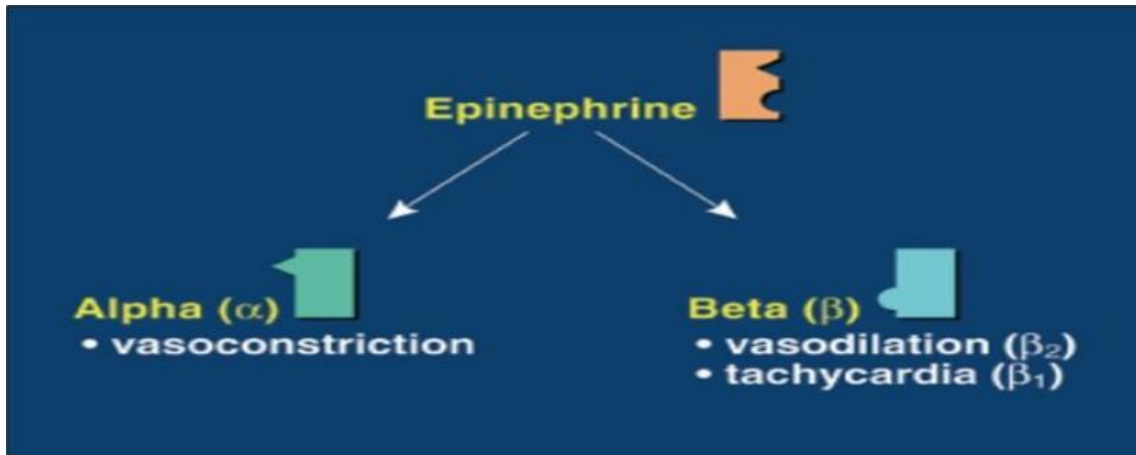 Epinephrine
Alpha (α)
• vasoconstriction
Beta (β)
• vasodilation (β₂)
• tachycardia (β₁)